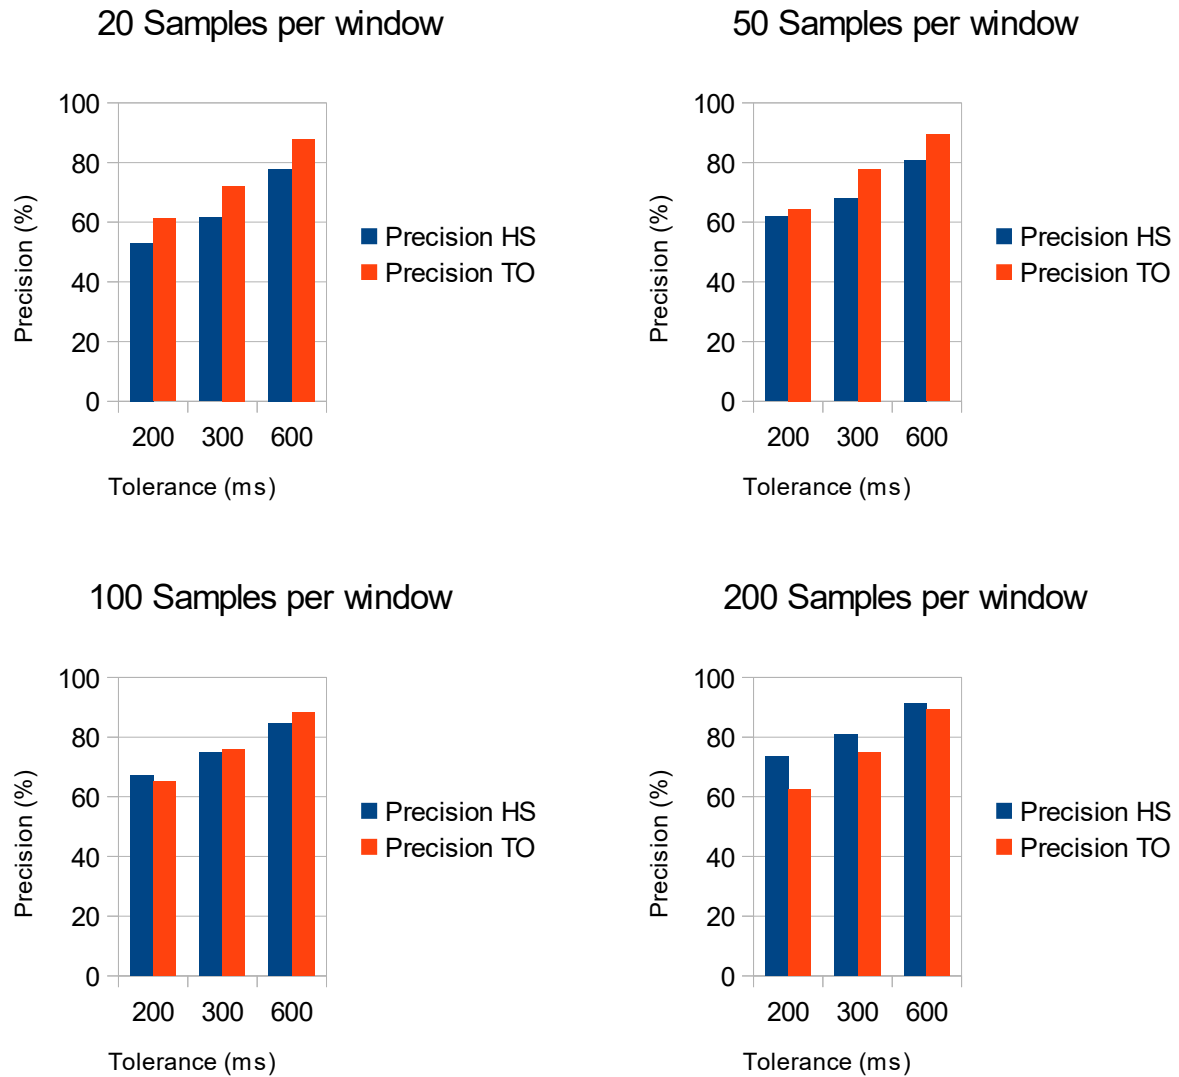 20 Samples per window
100
80
60
40
20
0
Precision (%)
200 300 600
Tolerance (ms)
Precision HS
Precision TO
50 Samples per window
100
80
60
40
20
0
Precision (%)
200 300 600
Tolerance (ms)
Precision HS
Precision TO
100 Samples per window
100
80
60
40
20
0
Precision (%)
200 300 600
Tolerance (ms)
Precision HS
Precision TO
200 Samples per window
100
80
60
40
20
0
Precision (%)
200 300 600
Tolerance (ms)
Precision HS
Precision TO